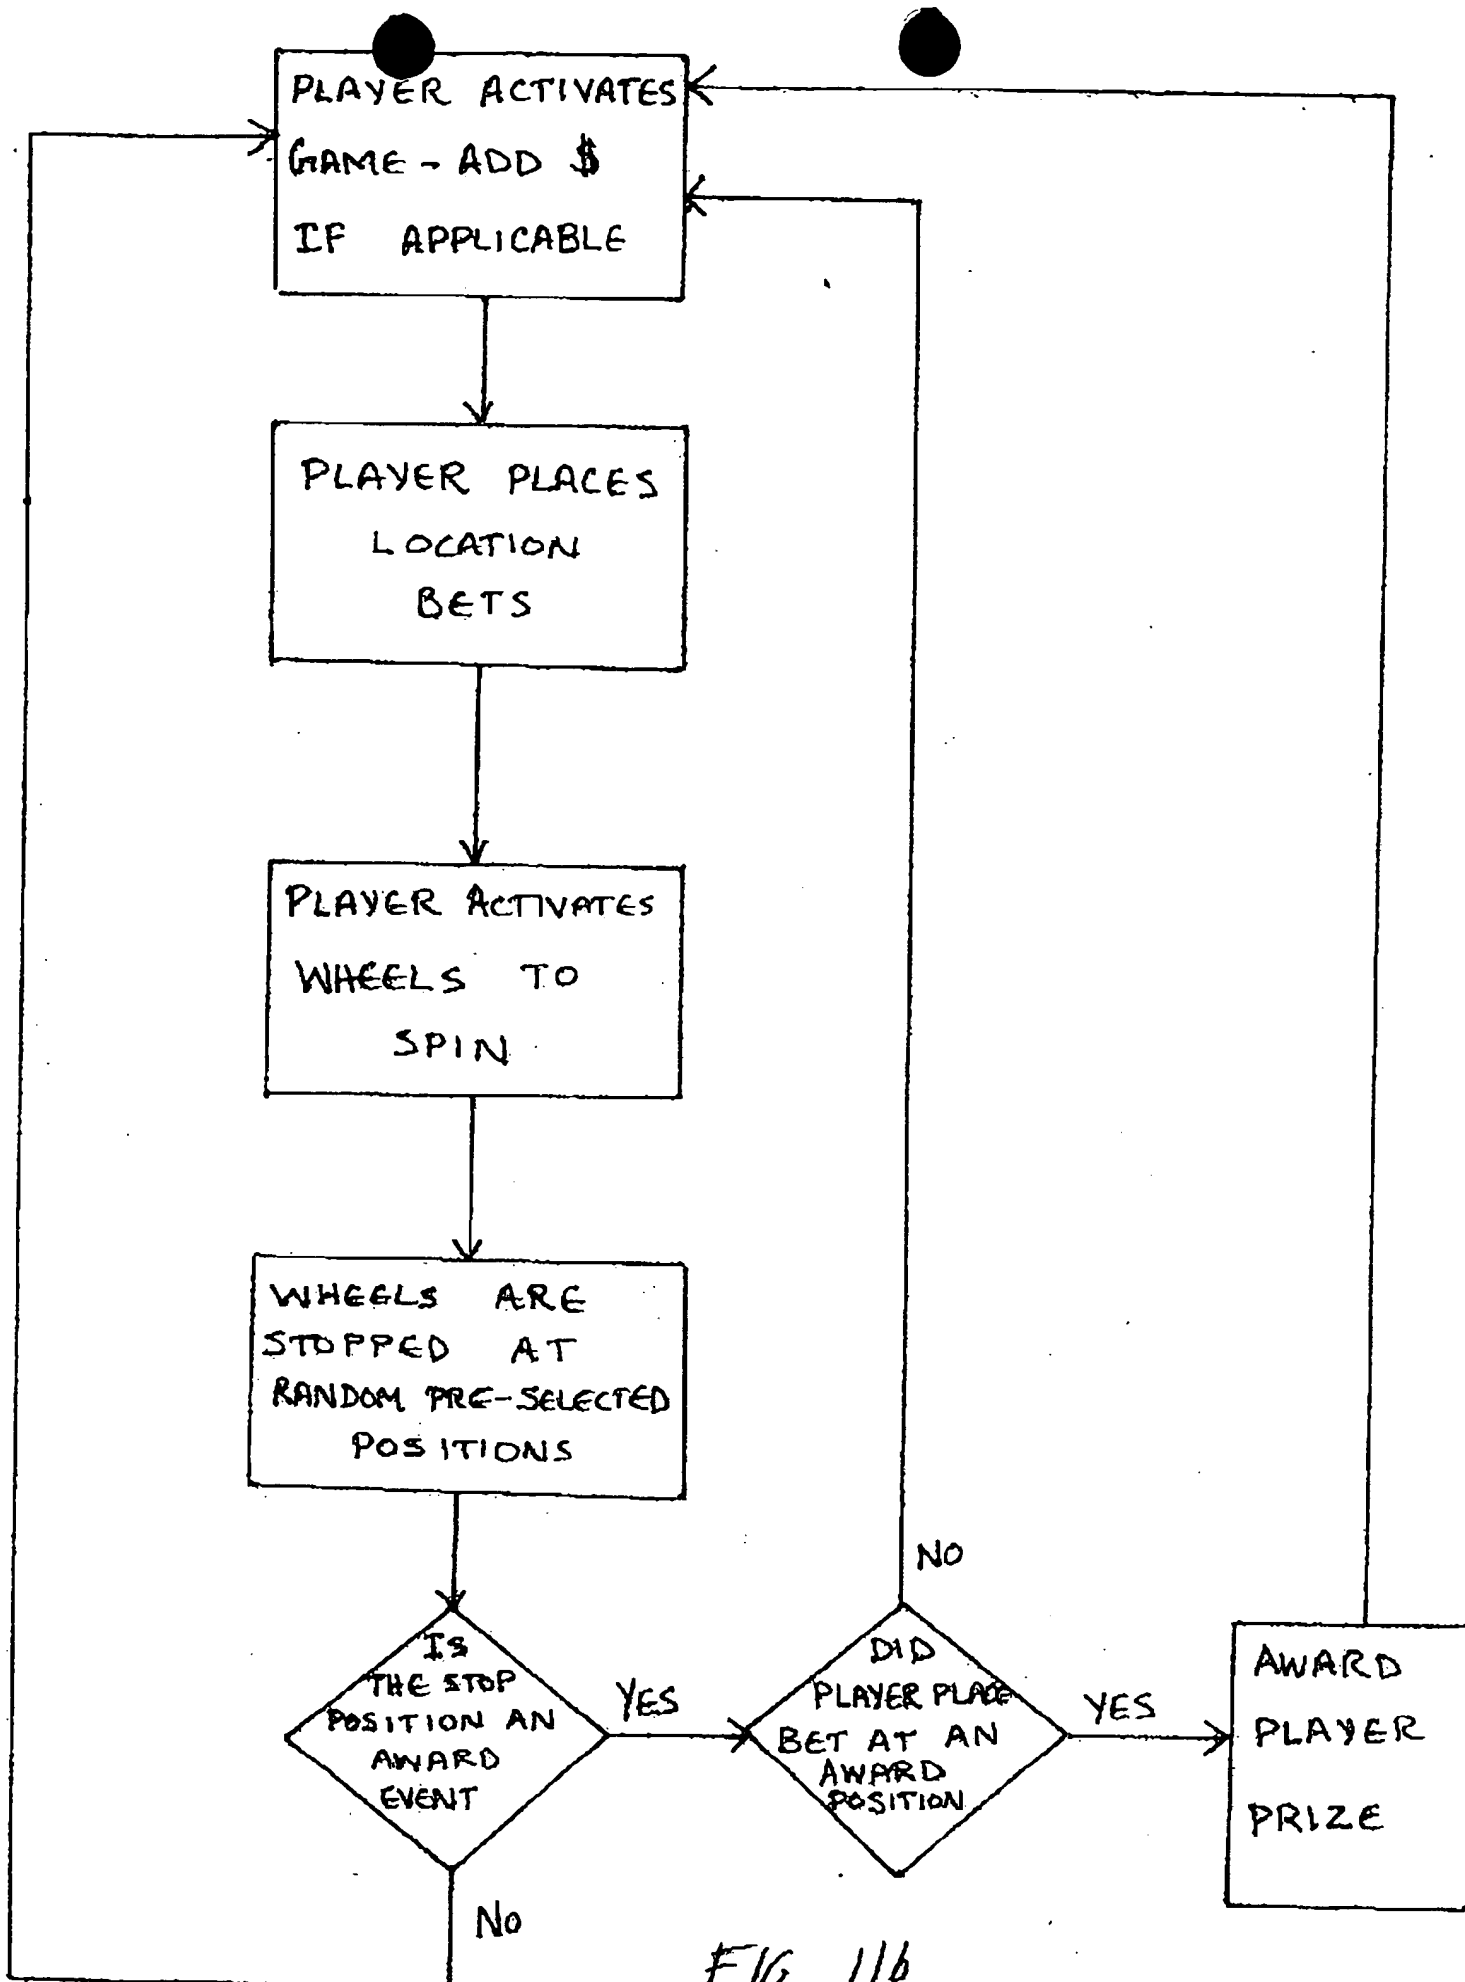 PLAYER ACTIVATES
GAME - ADD $
IF APPLICABLE
PLAYER PLACES
LOCATION
BETS
PLAYER ACTIVATES
WHEELS TO
SPIN
WHEELS ARE
STOPPED AT
RANDOM PRE-SELECTED
POSITIONS
NO
IS
THE STOP
POSITION AN
AWARD
EVENT
YES
DID
PLAYER PLACE
BET AT AN
AWARD
POSITION
YES
AWARD
PLAYER
PRIZE
NO
FIG 11b